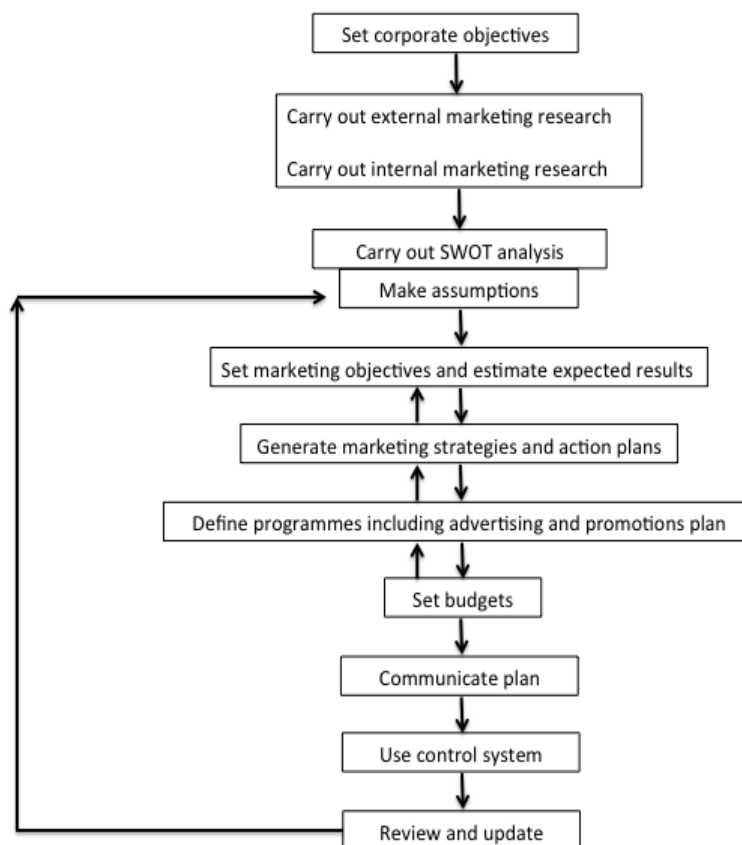 Set corporate objectives
Carry out external marketing research
Carry out internal marketing research
Carry out SWOT analysis
Make assumptions
Set marketing objectives and estimate expected results
Generate marketing strategies and action plans
Define programmes including advertising and promotions plan
Set budgets
Communicate plan
Use control system
Review and update